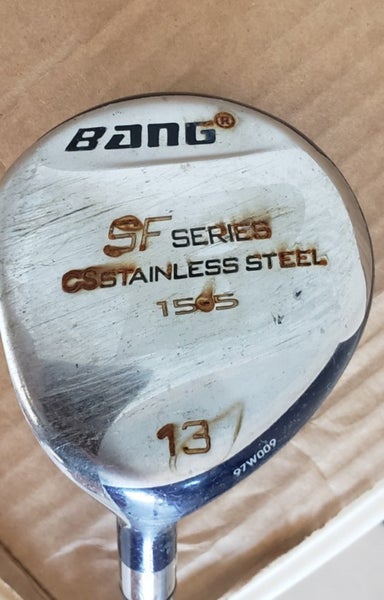 BanG®
SF SERIES
CS STAINLESS STEEL
15-5
13
97W009